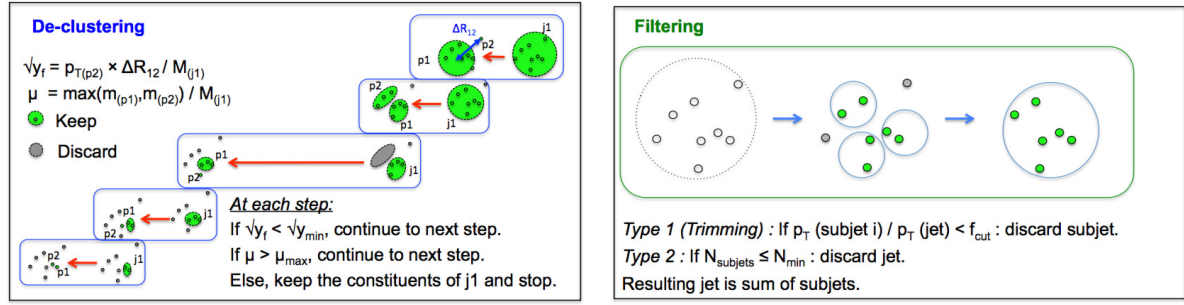 De-clustering
√y_f = p_T(p2) × ΔR_12 / M_(j1)
μ = max(m_(p1),m_(p2)) / M_(j1)
Keep
Discard
ΔR_12
p1
p2
j1
p2
p1
j1
p1
p2
j1
p1
p2
j1
p2
p1
j1
At each step:
If √y_f < √y_min, continue to next step.
If μ > μ_max, continue to next step.
Else, keep the constituents of j1 and stop.
Filtering
Type 1 (Trimming) : If p_T (subjet i) / p_T (jet) < f_cut : discard subjet.
Type 2 : If N_subjets ≤ N_min : discard jet.
Resulting jet is sum of subjets.